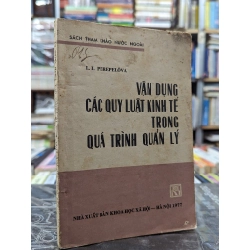 SÁCH THAM KHẢO NƯỚC NGOÀI
L. I. PEREPELÔVA
VẬN DỤNG
CÁC QUY LUẬT KINH TẾ
TRONG
QUÁ TRÌNH QUẢN LÝ
NHÀ XUẤT BẢN KHOA HỌC XÃ HỘI — HÀ NỘI 1977